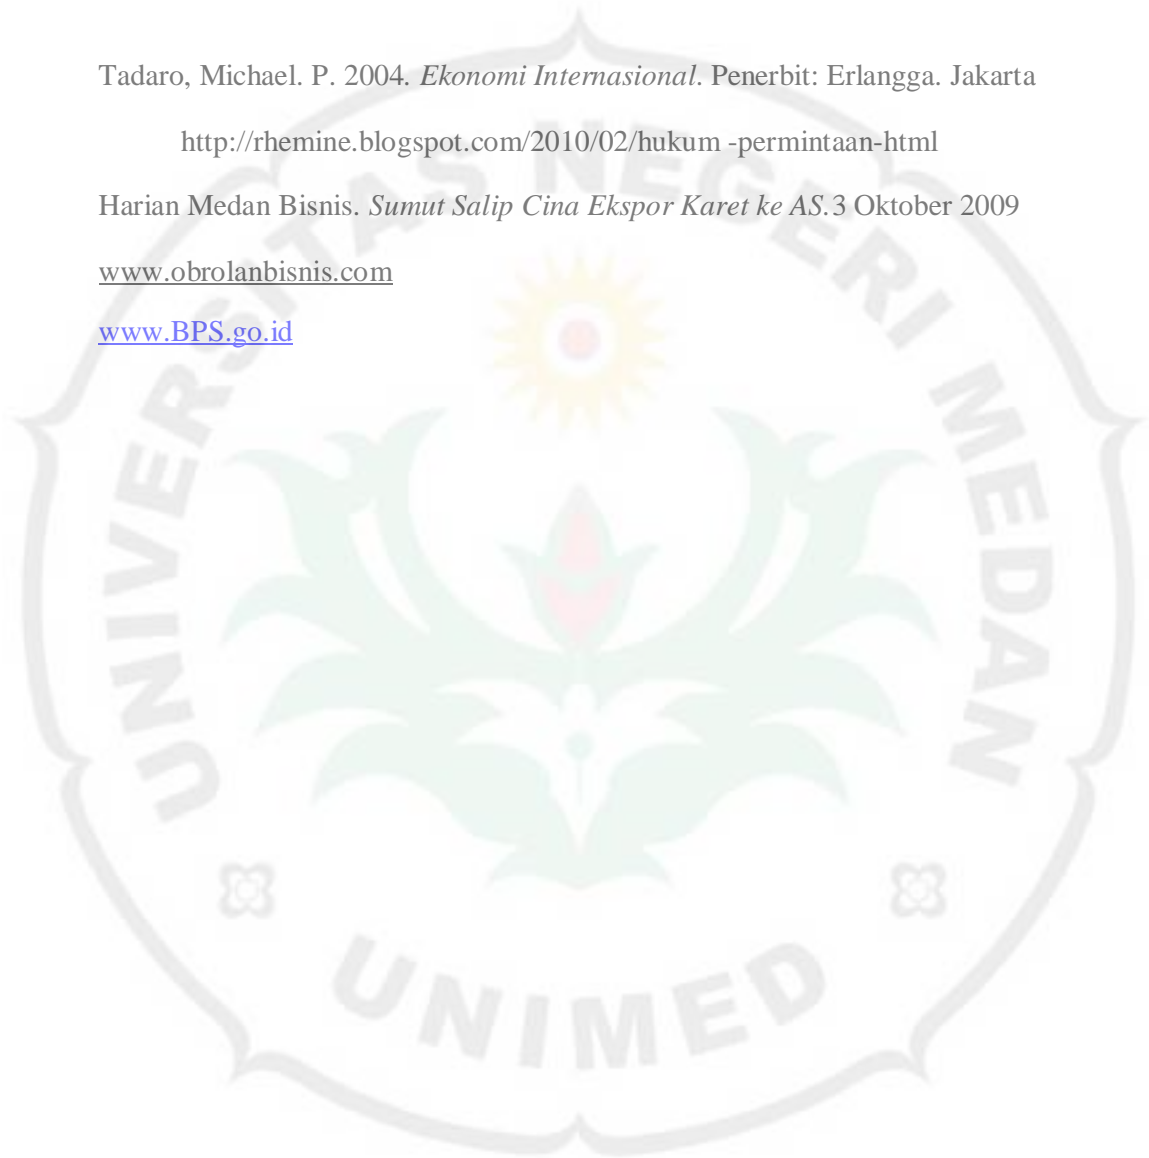 Tadaro, Michael. P. 2004. Ekonomi Internasional. Penerbit: Erlangga. Jakarta
http://rhemine.blogspot.com/2010/02/hukum -permintaan-html
Harian Medan Bisnis. Sumut Salip Cina Ekspor Karet ke AS.3 Oktober 2009
www.obrolanbisnis.com
www.BPS.go.id
UNIVERSITAS NEGERI MEDAN
UNIMED